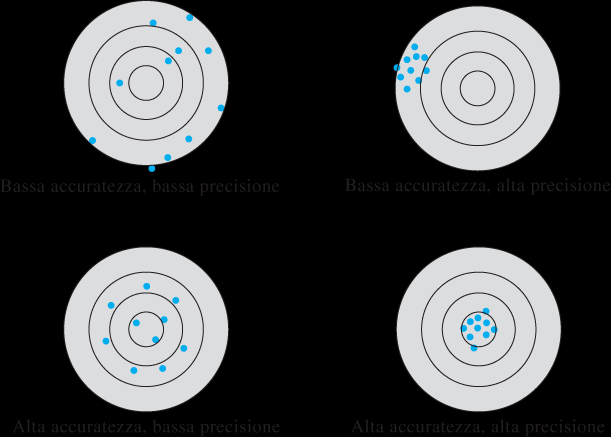 Bassa accuratezza, bassa precisione
Bassa accuratezza, alta precisione
Alta accuratezza, bassa precisione
Alta accuratezza, alta precisione